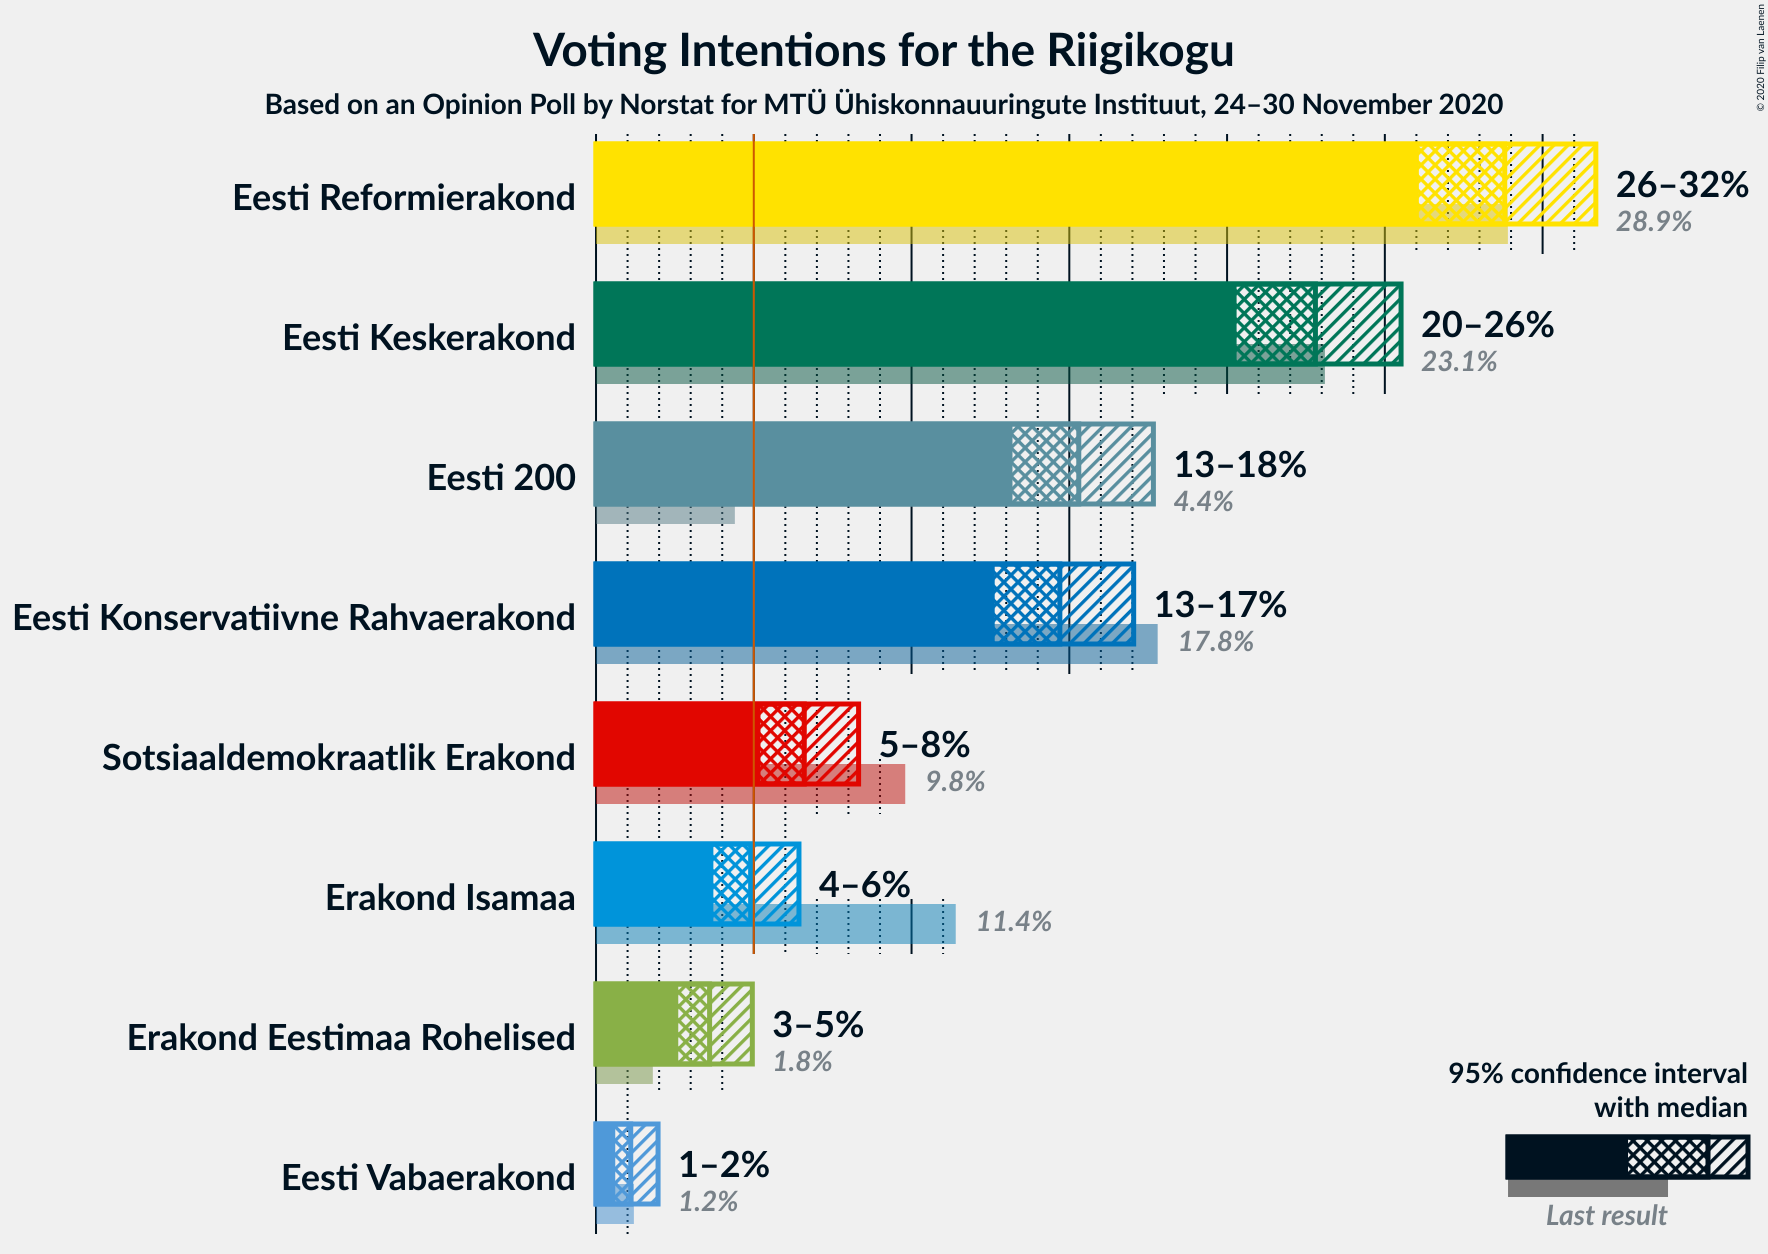 Voting Intentions for the Riigikogu
Based on an Opinion Poll by Norstat for MTÜ Ühiskonnauuringute Instituut, 24–30 November 2020
© 2020 Filip van Laenen
Eesti Reformierakond
26–32%
28.9%
Eesti Keskerakond
20–26%
23.1%
Eesti 200
13–18%
4.4%
Eesti Konservatiivne Rahvaerakond
13–17%
17.8%
Sotsiaaldemokraatlik Erakond
5–8%
9.8%
Erakond Isamaa
4–6%
11.4%
Erakond Eestimaa Rohelised
3–5%
1.8%
Eesti Vabaerakond
1–2%
1.2%
95% confidence interval
with median
Last result